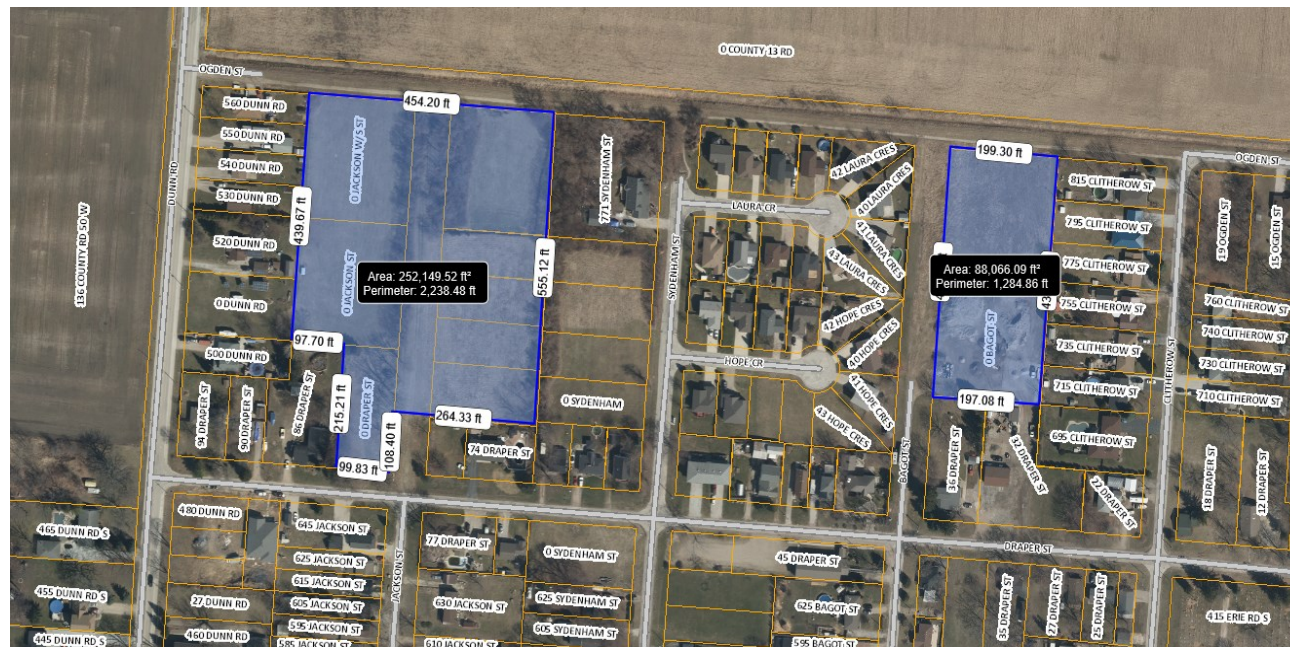 0 COUNTY 13 RD
OGDEN ST
454.20 ft
560 DUNN RD
550 DUNN RD
540 DUNN RD
530 DUNN RD
520 DUNN RD
0 DUNN RD
500 DUNN RD
DUNN RD
136 COUNTY RD 50 W
0 JACKSON W/S ST
0 JACKSON ST
439.67 ft
Area: 252,149.52 ft²
Perimeter: 2,238.48 ft
555.12 ft
97.70 ft
215.21 ft
99.83 ft
108.40 ft
264.33 ft
0 DRAPER ST
94 DRAPER ST
90 DRAPER ST
86 DRAPER ST
74 DRAPER ST
771 SYDENHAM ST
0 SYDENHAM
SYDENHAM ST
LAURA CR
42 LAURA CRES
40 LAURA CRES
41 LAURA CRES
43 LAURA CRES
HOPE CR
42 HOPE CRES
40 HOPE CRES
41 HOPE CRES
43 HOPE CRES
199.30 ft
Area: 88,066.09 ft²
Perimeter: 1,284.86 ft
0 BAGOT ST
197.08 ft
BAGOT ST
36 DRAPER ST
32 DRAPER ST
22 DRAPER ST
815 CLITHEROW ST
795 CLITHEROW ST
775 CLITHEROW ST
755 CLITHEROW ST
735 CLITHEROW ST
715 CLITHEROW ST
695 CLITHEROW ST
CLITHEROW ST
OGDEN ST
19 OGDEN ST
15 OGDEN ST
760 CLITHEROW ST
740 CLITHEROW ST
730 CLITHEROW ST
710 CLITHEROW ST
18 DRAPER ST
12 DRAPER ST
DRAPER ST
465 DUNN RD S
455 DUNN RD S
445 DUNN RD S
480 DUNN RD
27 DUNN RD
460 DUNN RD
645 JACKSON ST
625 JACKSON ST
615 JACKSON ST
605 JACKSON ST
595 JACKSON ST
585 JACKSON ST
JACKSON ST
77 DRAPER ST
630 JACKSON ST
610 JACKSON ST
0 SYDENHAM ST
625 SYDENHAM ST
605 SYDENHAM ST
45 DRAPER ST
625 BAGOT ST
595 BAGOT ST
35 DRAPER ST
27 DRAPER ST
25 DRAPER ST
415 ERIE RD S